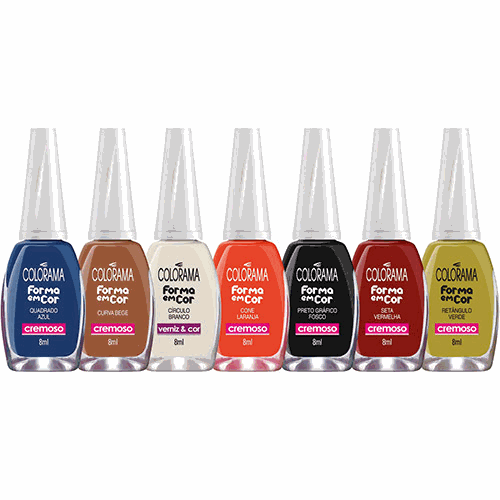 COLORAMA
Forma
em Cor
QUADRADO
AZUL
cremoso
8ml
COLORAMA
Forma
em Cor
CURVA BEGE
cremoso
8ml
COLORAMA
Forma
em Cor
CÍRCULO
BRANCO
verniz & cor
8ml
COLORAMA
Forma
em Cor
CONE
LARANJA
cremoso
8ml
COLORAMA
Forma
em Cor
PRETO GRÁFICO
FOSCO
cremoso
8ml
COLORAMA
Forma
em Cor
SETA
VERMELHA
cremoso
8ml
COLORAMA
Forma
em Cor
RETÂNGULO
VERDE
cremoso
8ml